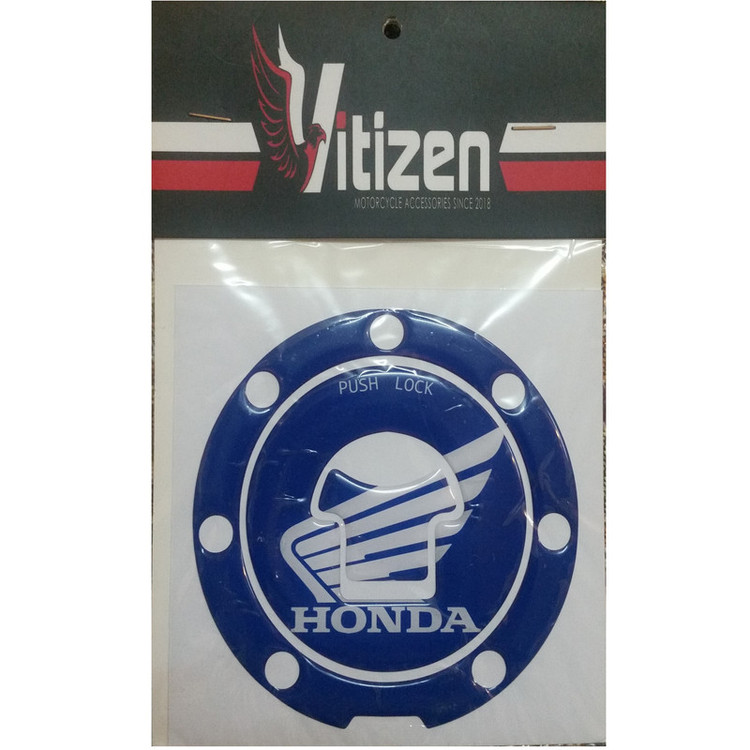 Vitizen
MOTORCYCLE ACCESSORIES SINCE 2018
PUSH LOCK
HONDA